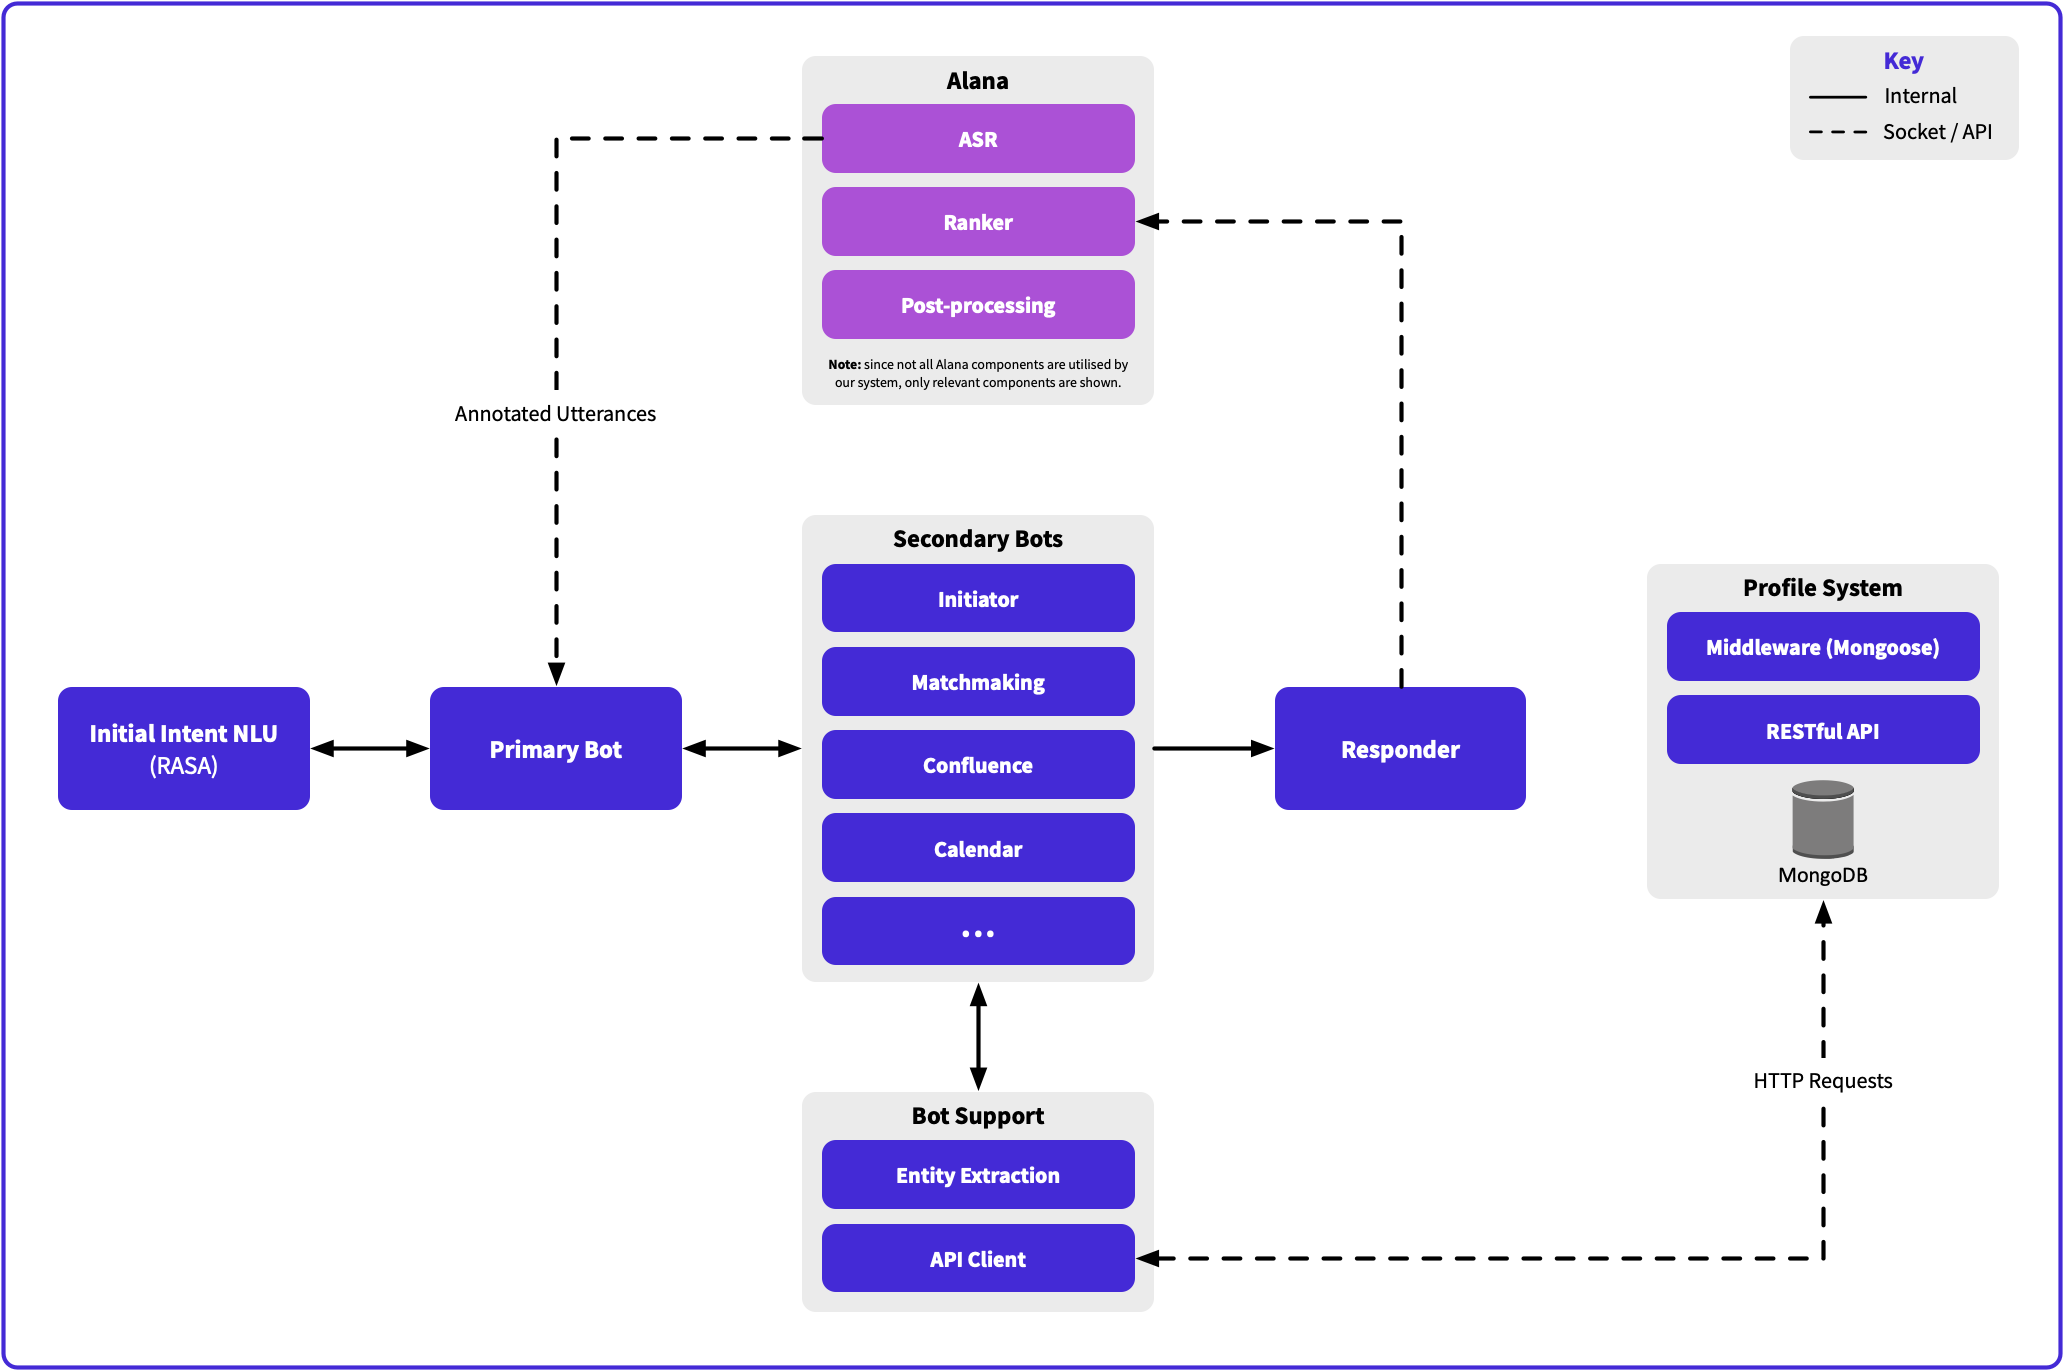 Alana
ASR
Ranker
Post-processing
Note: since not all Alana components are utilised by
our system, only relevant components are shown.
Key
Internal
Socket / API
Annotated Utterances
Secondary Bots
Initiator
Matchmaking
Confluence
Calendar
...
Initial Intent NLU
(RASA)
Primary Bot
Responder
Profile System
Middleware (Mongoose)
RESTful API
MongoDB
HTTP Requests
Bot Support
Entity Extraction
API Client